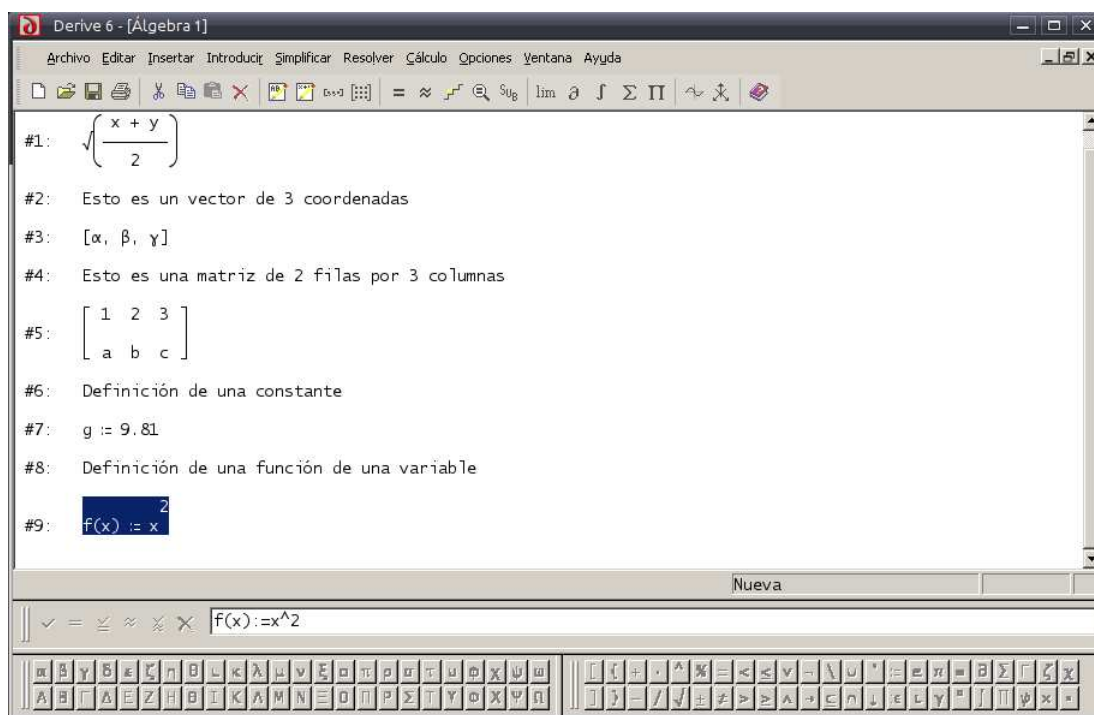 Derive 6 - [Álgebra 1]
Archivo Editar Insertar Introducir Simplificar Resolver Cálculo Opciones Ventana Ayuda
= ≈ lim ∂ ∫ Σ Π
#1: √((x + y)/2)
#2: Esto es un vector de 3 coordenadas
#3: [α, β, γ]
#4: Esto es una matriz de 2 filas por 3 columnas
#5: [1 2 3
a b c]
#6: Definición de una constante
#7: g := 9.81
#8: Definición de una función de una variable
#9: f(x) := x²
Nueva
f(x):=x^2
α β γ δ ε ζ η θ ι κ λ μ ν ξ ο π ρ σ τ υ φ χ ψ ω
Α Β Γ Δ Ε Ζ Η Θ Ι Κ Λ Μ Ν Ξ Ο Π Ρ Σ Τ Υ Φ Χ Ψ Ω